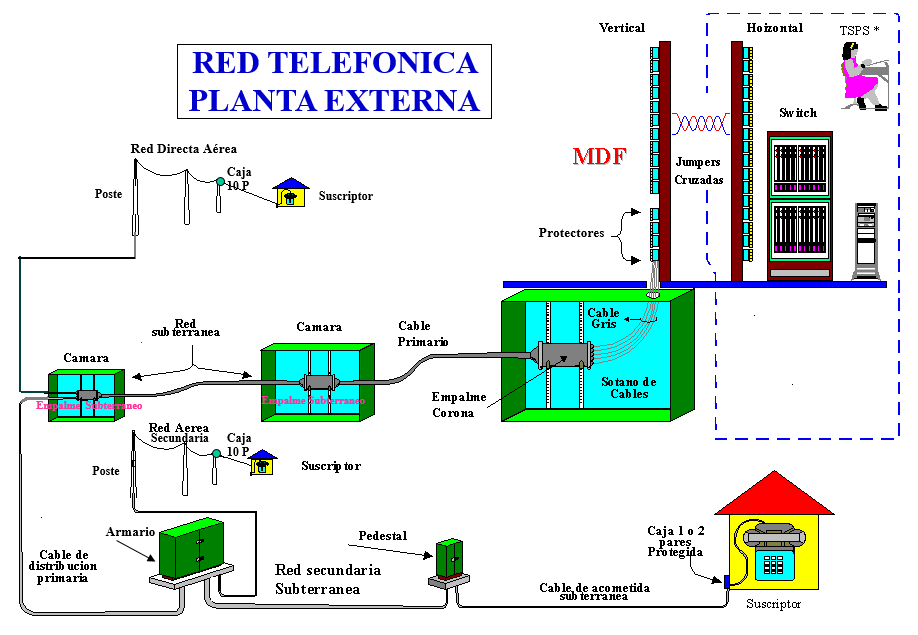 Vertical
Hoizontal
TSPS *
RED TELEFONICA
PLANTA EXTERNA
Switch
MDF
Jumpers
Cruzadas
Red Directa Aérea
Caja
10 P
Poste
Suscriptor
Protectores
Cable
Gris
Red
subterranea
Camara
Cable
Primario
Camara
Sotano de
Cables
Empalme
Corona
Empalme Subterraneo
Empalme Suberraneo
Red Aerea
Secundaria
Caja
10 P
Poste
Suscriptor
Armario
Pedestal
Caja 1 o 2
pares
Protegida
Cable de
distribucion
primaria
Red secundaria
Subterranea
Cable de acometida
subterranea
Suscriptor